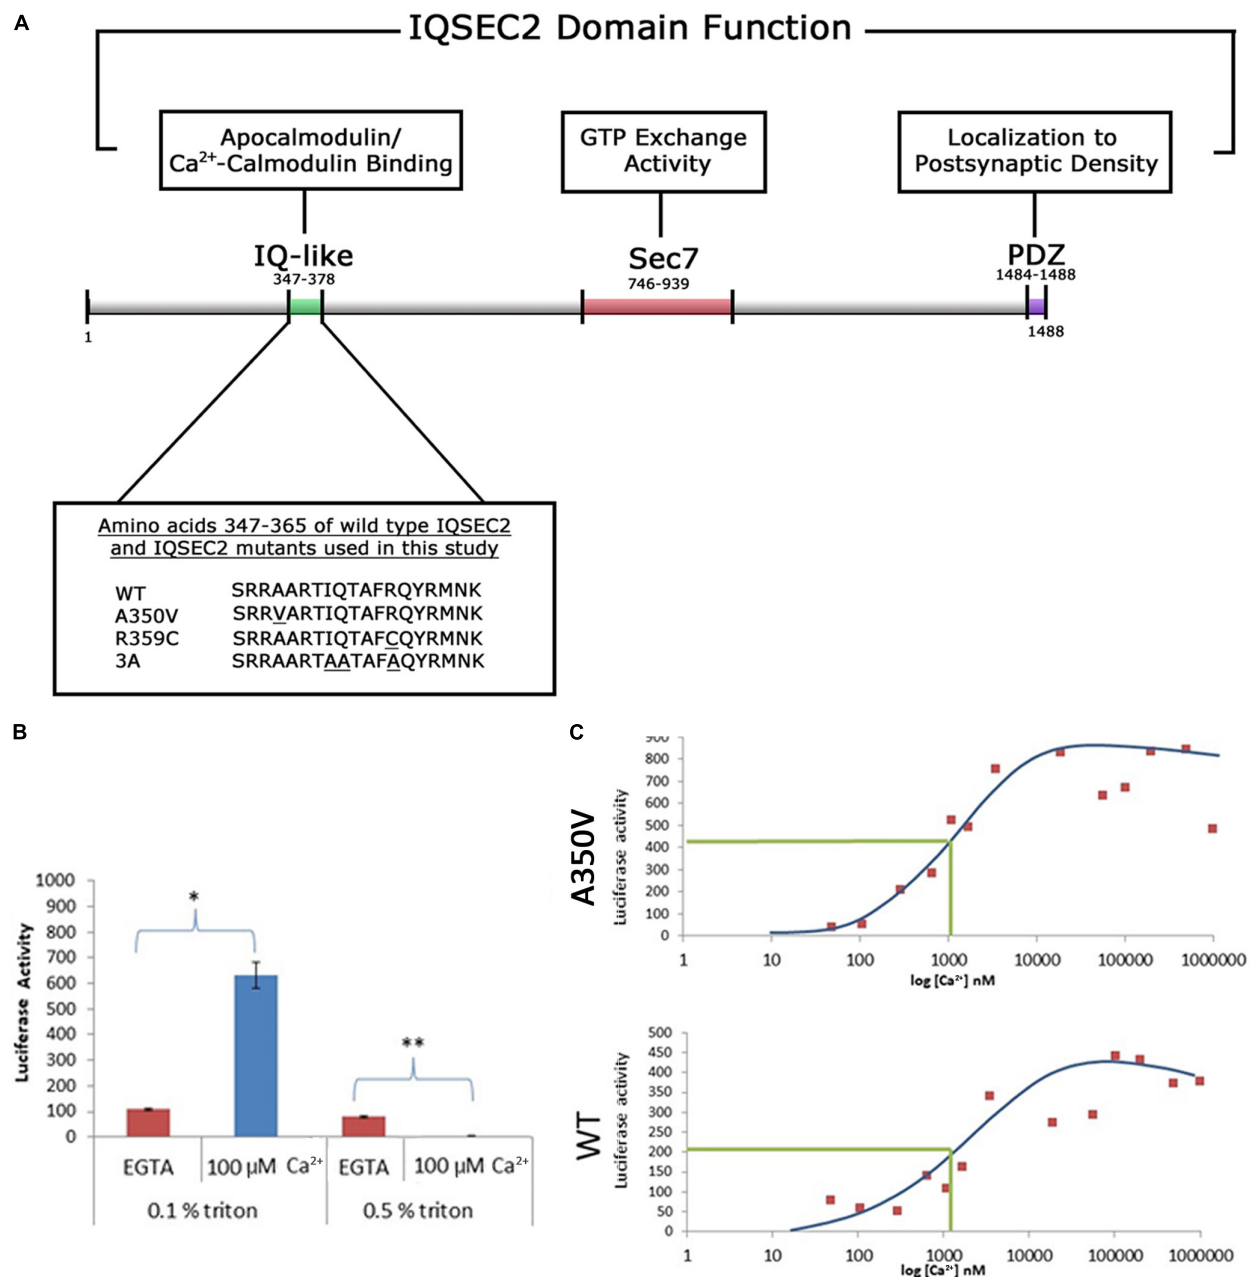 A
IQSEC2 Domain Function
Apocalmodulin/
Ca²⁺-Calmodulin Binding
GTP Exchange
Activity
Localization to
Postsynaptic Density
IQ-like
347-378
Sec7
746-939
PDZ
1484-1488
1
1488
Amino acids 347-365 of wild type IQSEC2
and IQSEC2 mutants used in this study
WT SRRAARTIQTAFRQYRMNK
A350V SRRVARTIQTAFRQYRMNK
R359C SRRAARTIQTAFCQYRMNK
3A SRRAARTAATAFAQYRMNK
B
Luciferase Activity
1000
900
800
700
600
500
400
300
200
100
0
*
**
EGTA 100 µM Ca²⁺ EGTA 100 µM Ca²⁺
0.1 % triton 0.5 % triton
C
A350V
Luciferase activity
900
800
700
600
500
400
300
200
100
0
1 10 100 1000 10000 100000 1000000
log [Ca²⁺] nM
WT
Luciferase activity
500
450
400
350
300
250
200
150
100
50
0
1 10 100 1000 10000 100000 1000000
log [Ca²⁺] nM